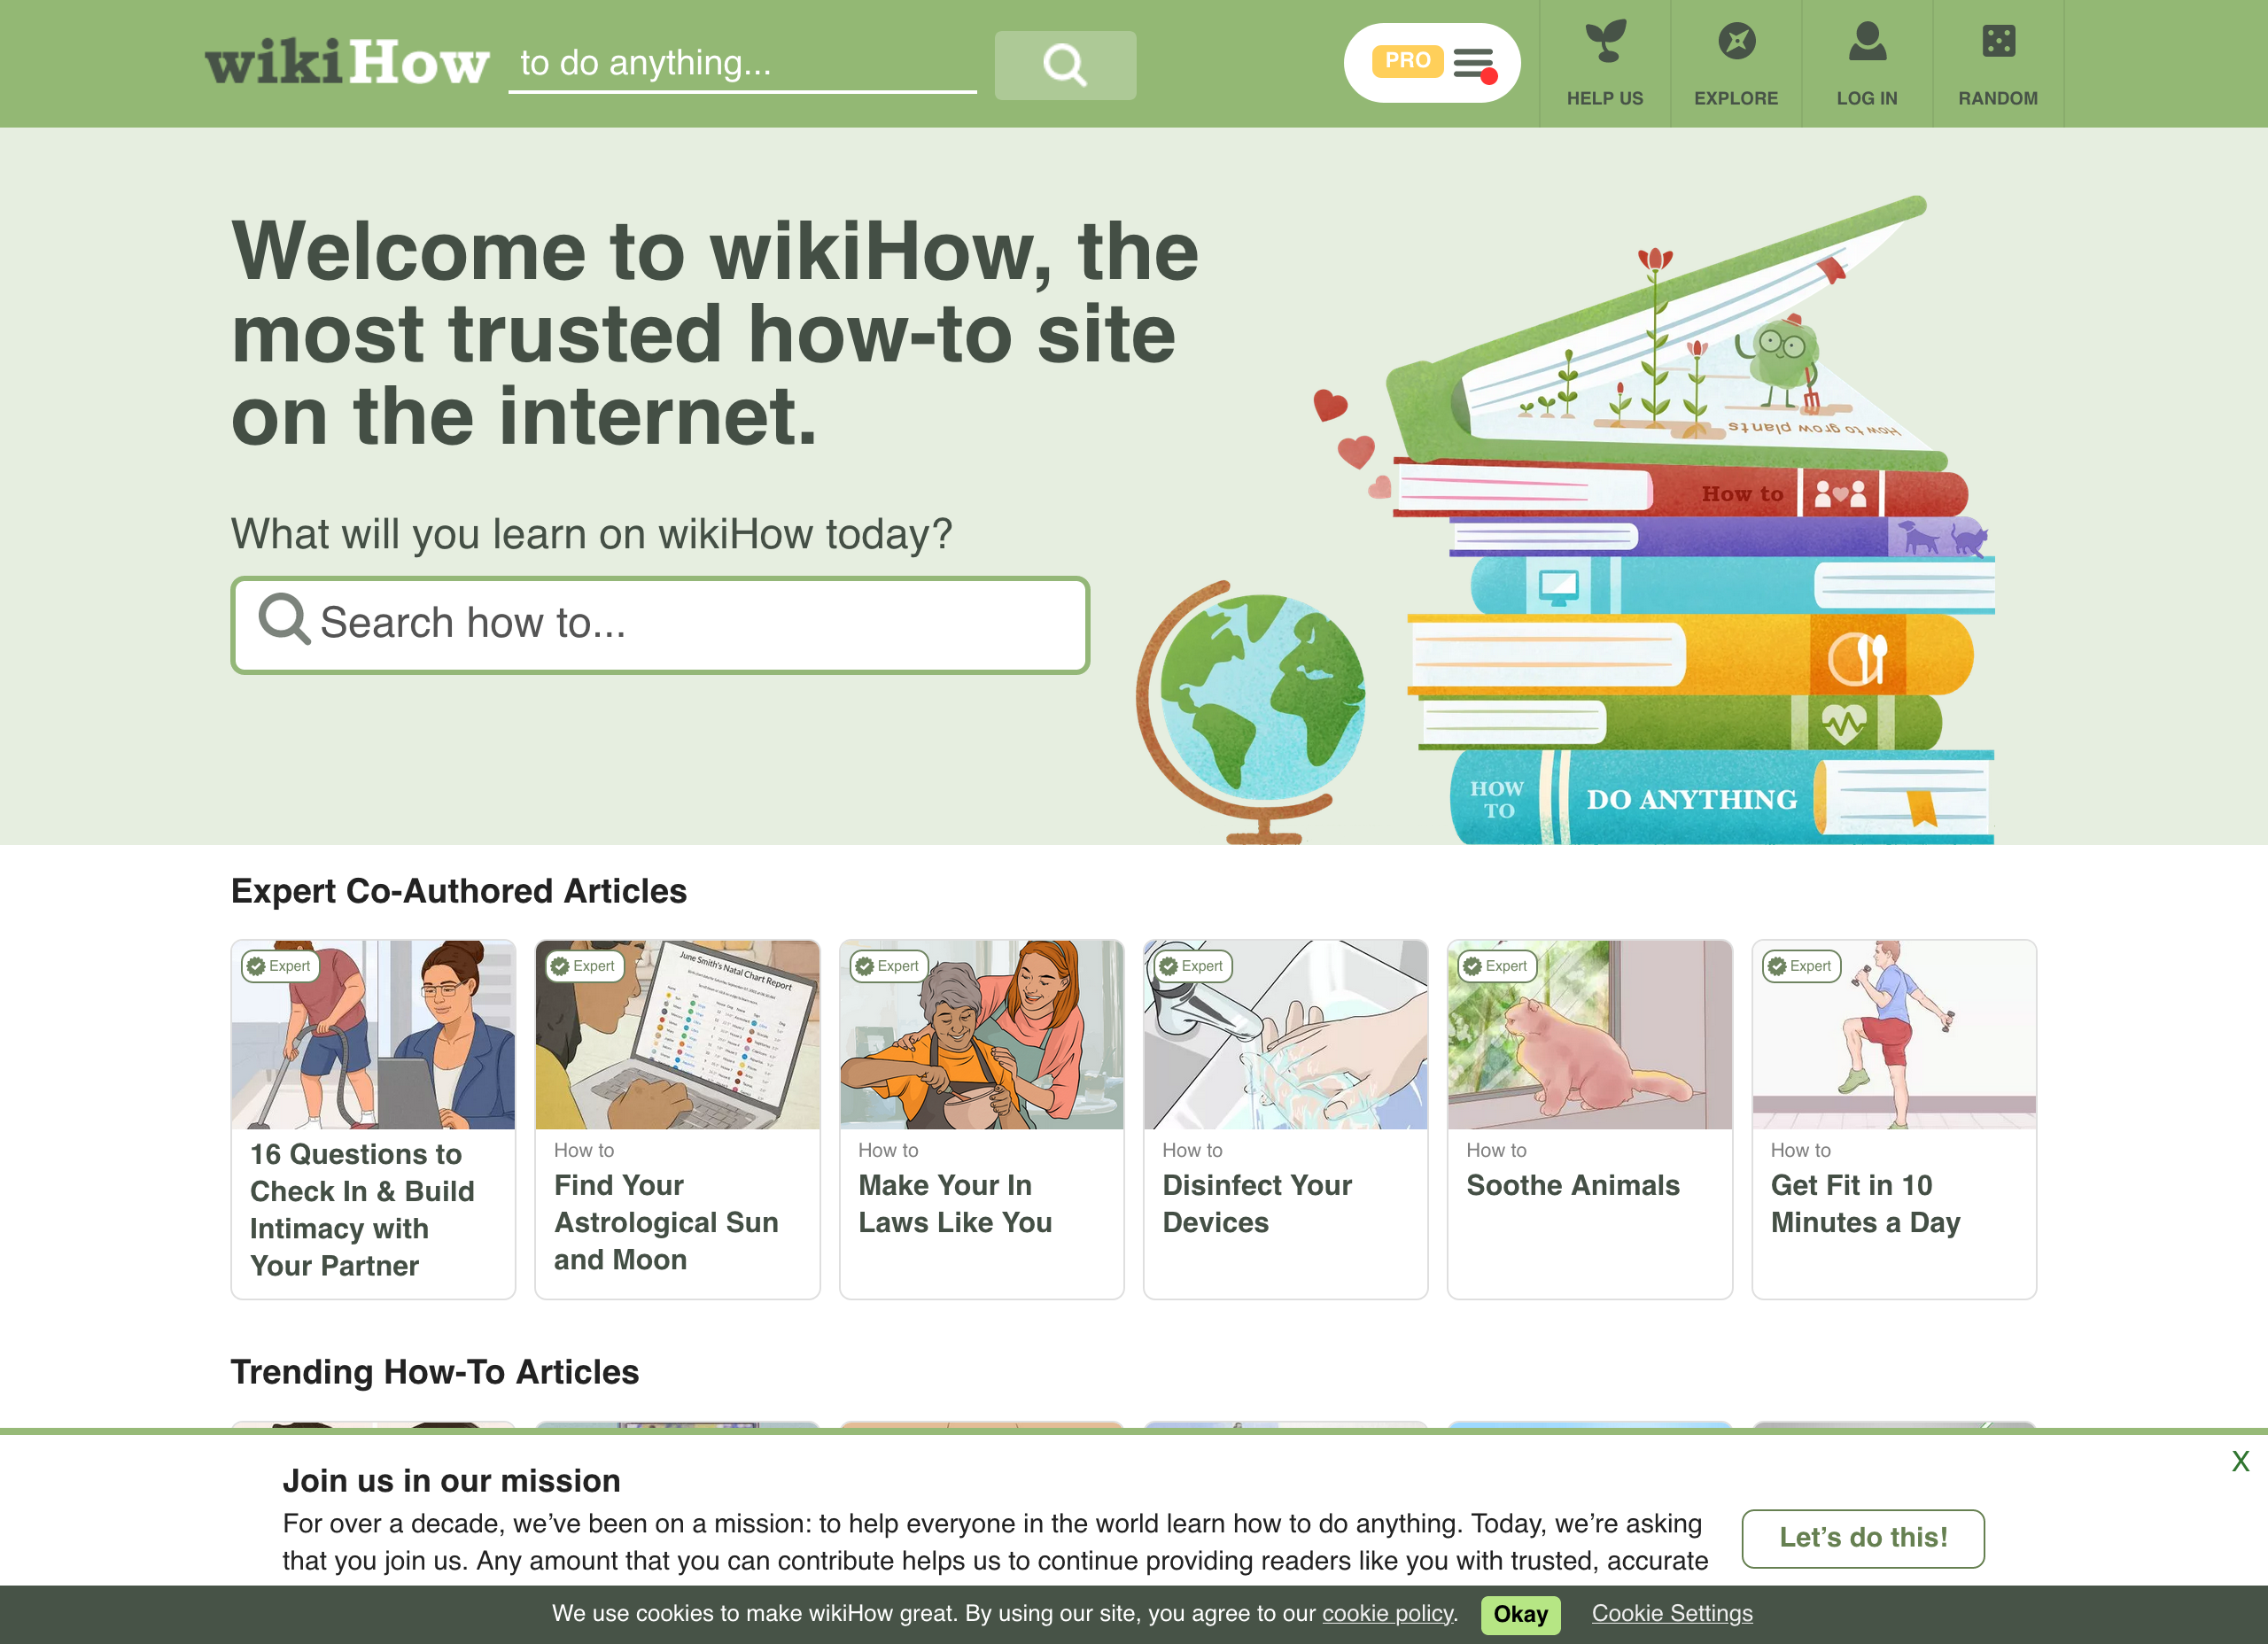 wikiHow to do anything...
PRO
HELP US
EXPLORE
LOG IN
RANDOM
Welcome to wikiHow, the
most trusted how-to site
on the internet.
What will you learn on wikiHow today?
Search how to...
How to grow plants
How to
HOW
TO
DO ANYTHING
Expert Co-Authored Articles
Expert
16 Questions to
Check In & Build
Intimacy with
Your Partner
Expert
June Smith's Natal Chart Report
How to
Find Your
Astrological Sun
and Moon
Expert
How to
Make Your In
Laws Like You
Expert
How to
Disinfect Your
Devices
Expert
How to
Soothe Animals
Expert
How to
Get Fit in 10
Minutes a Day
Trending How-To Articles
X
Join us in our mission
For over a decade, we’ve been on a mission: to help everyone in the world learn how to do anything. Today, we’re asking
that you join us. Any amount that you can contribute helps us to continue providing readers like you with trusted, accurate
Let’s do this!
We use cookies to make wikiHow great. By using our site, you agree to our cookie policy.
Okay
Cookie Settings